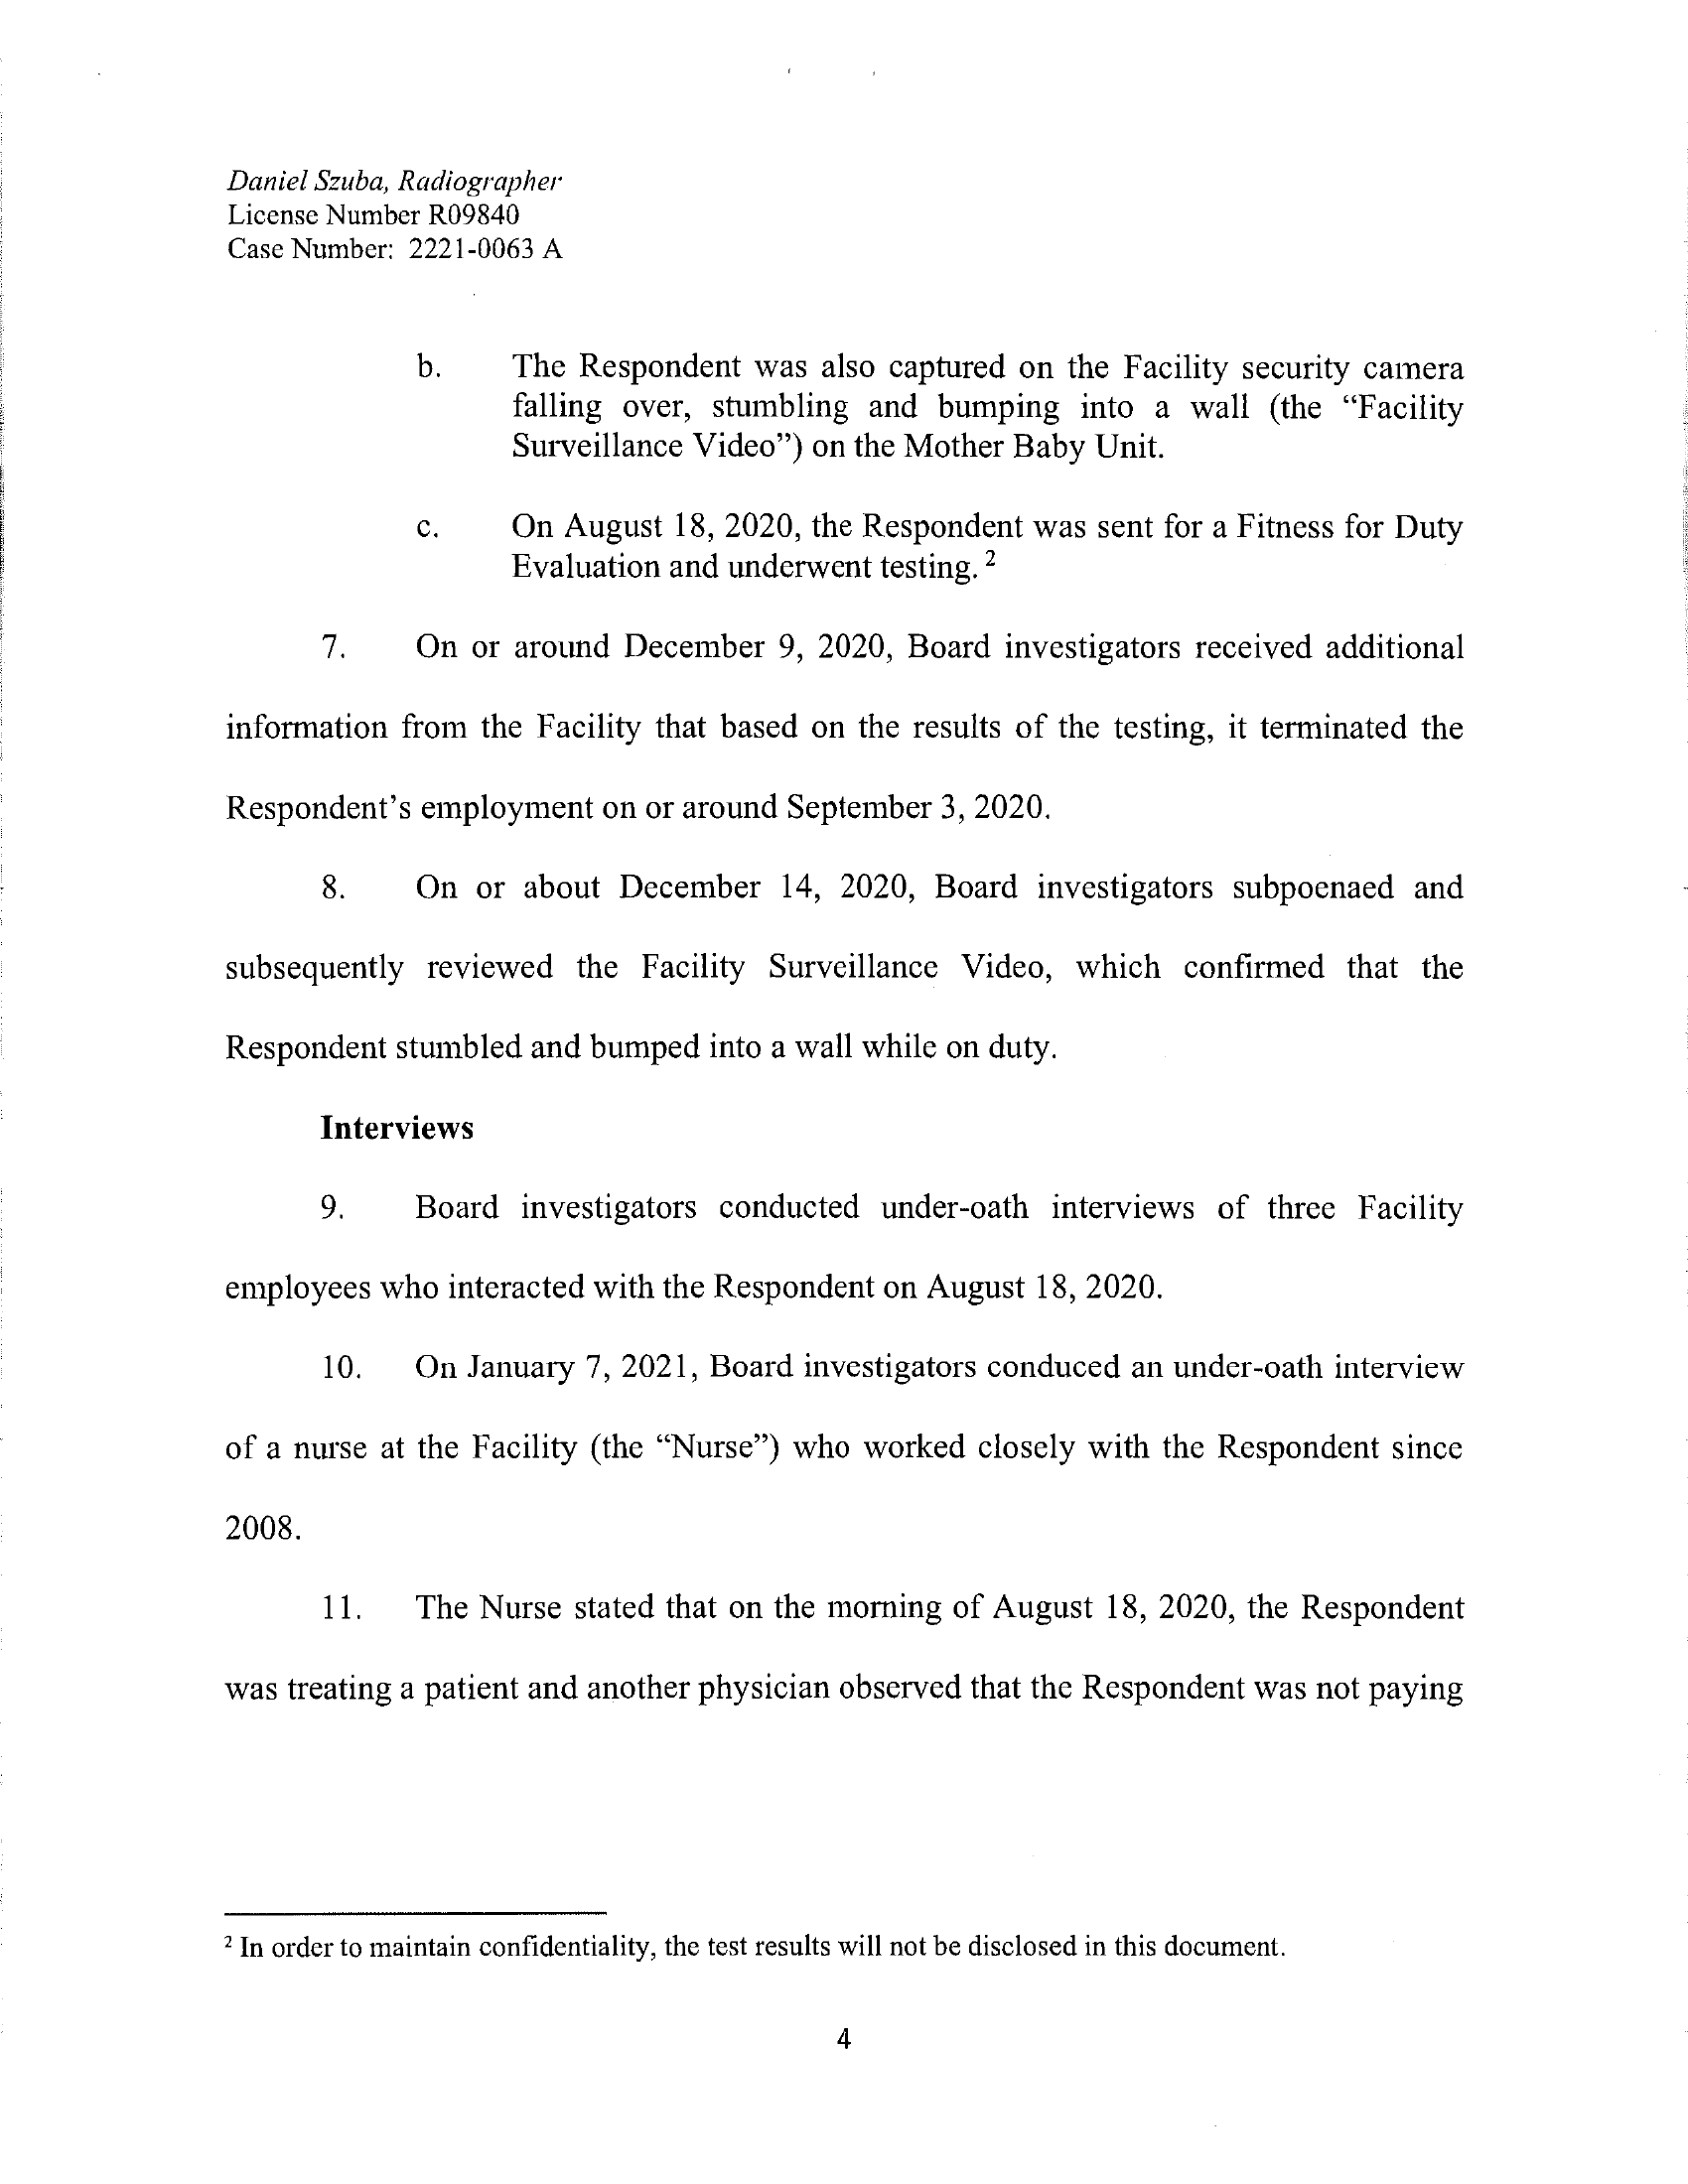 Daniel Szuba, Radiographer
License Number R09840
Case Number: 2221-0063 A
b. The Respondent was also captured on the Facility security camera
falling over, stumbling and bumping into a wall (the “Facility
Surveillance Video”) on the Mother Baby Unit.
c. On August 18, 2020, the Respondent was sent for a Fitness for Duty
Evaluation and underwent testing. 2
7. On or around December 9, 2020, Board investigators received additional
information from the Facility that based on the results of the testing, it terminated the
Respondent’s employment on or around September 3, 2020.
8. On or about December 14, 2020, Board investigators subpoenaed and
subsequently reviewed the Facility Surveillance Video, which confirmed that the
Respondent stumbled and bumped into a wall while on duty.
Interviews
9. Board investigators conducted under-oath interviews of three Facility
employees who interacted with the Respondent on August 18, 2020.
10. On January 7, 2021, Board investigators conduced an under-oath interview
of a nurse at the Facility (the “Nurse”) who worked closely with the Respondent since
2008.
11. The Nurse stated that on the morning of August 18, 2020, the Respondent
was treating a patient and another physician observed that the Respondent was not paying
2 In order to maintain confidentiality, the test results will not be disclosed in this document.
4